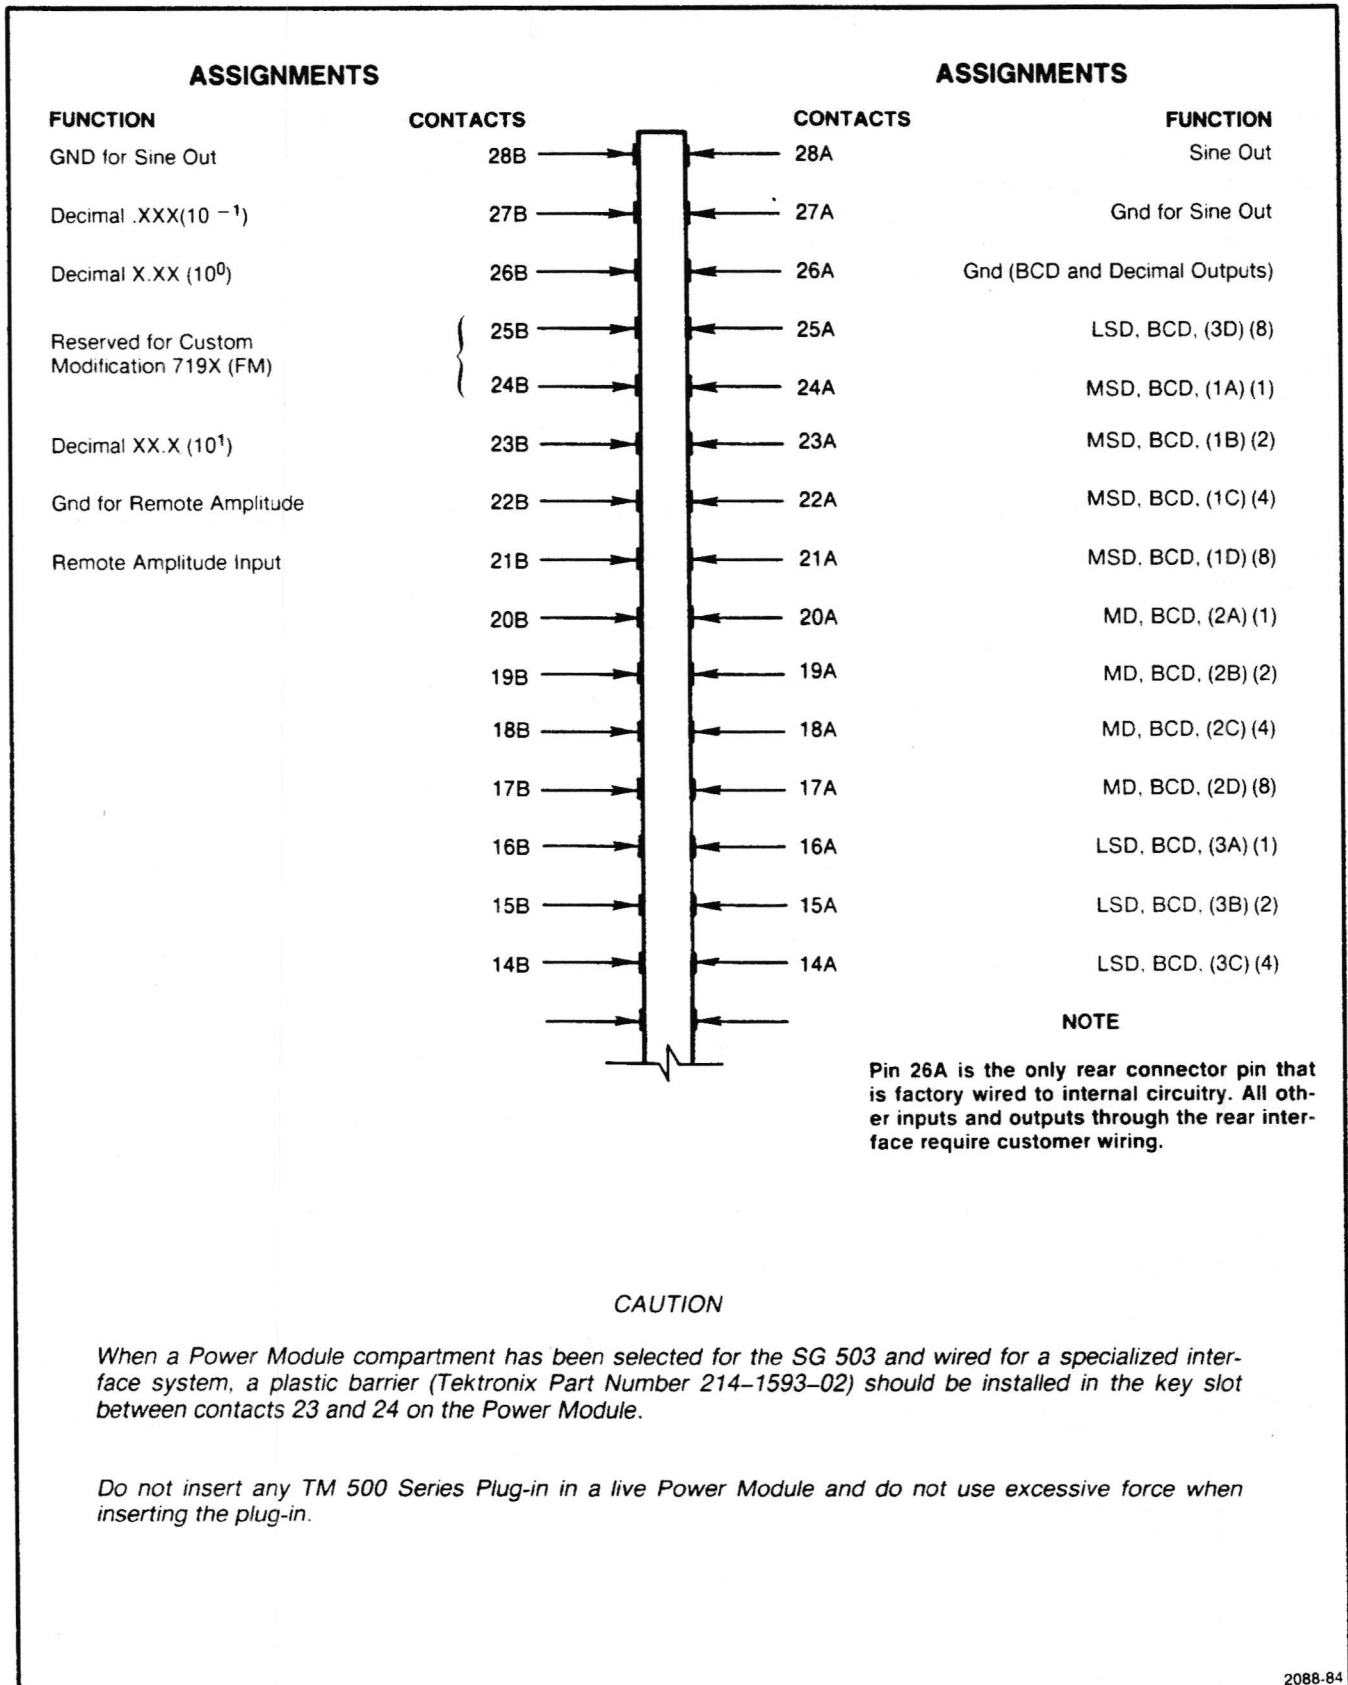 ASSIGNMENTS ASSIGNMENTS
FUNCTION CONTACTS CONTACTS FUNCTION
GND for Sine Out 28B 28A Sine Out
Decimal .XXX(10 ⁻¹) 27B 27A Gnd for Sine Out
Decimal X.XX (10⁰) 26B 26A Gnd (BCD and Decimal Outputs)
Reserved for Custom
Modification 719X (FM)
25B 25A LSD, BCD, (3D) (8)
24B 24A MSD, BCD, (1A) (1)
Decimal XX.X (10¹) 23B 23A MSD, BCD, (1B) (2)
Gnd for Remote Amplitude 22B 22A MSD, BCD, (1C) (4)
Remote Amplitude Input 21B 21A MSD. BCD, (1D) (8)
20B 20A MD, BCD, (2A) (1)
19B 19A MD, BCD, (2B) (2)
18B 18A MD, BCD, (2C) (4)
17B 17A MD, BCD, (2D) (8)
16B 16A LSD, BCD, (3A) (1)
15B 15A LSD, BCD, (3B) (2)
14B 14A LSD, BCD, (3C) (4)
NOTE
Pin 26A is the only rear connector pin that
is factory wired to internal circuitry. All oth-
er inputs and outputs through the rear inter-
face require customer wiring.
CAUTION
When a Power Module compartment has been selected for the SG 503 and wired for a specialized inter-
face system, a plastic barrier (Tektronix Part Number 214–1593–02) should be installed in the key slot
between contacts 23 and 24 on the Power Module.
Do not insert any TM 500 Series Plug-in in a live Power Module and do not use excessive force when
inserting the plug-in.
2088-84